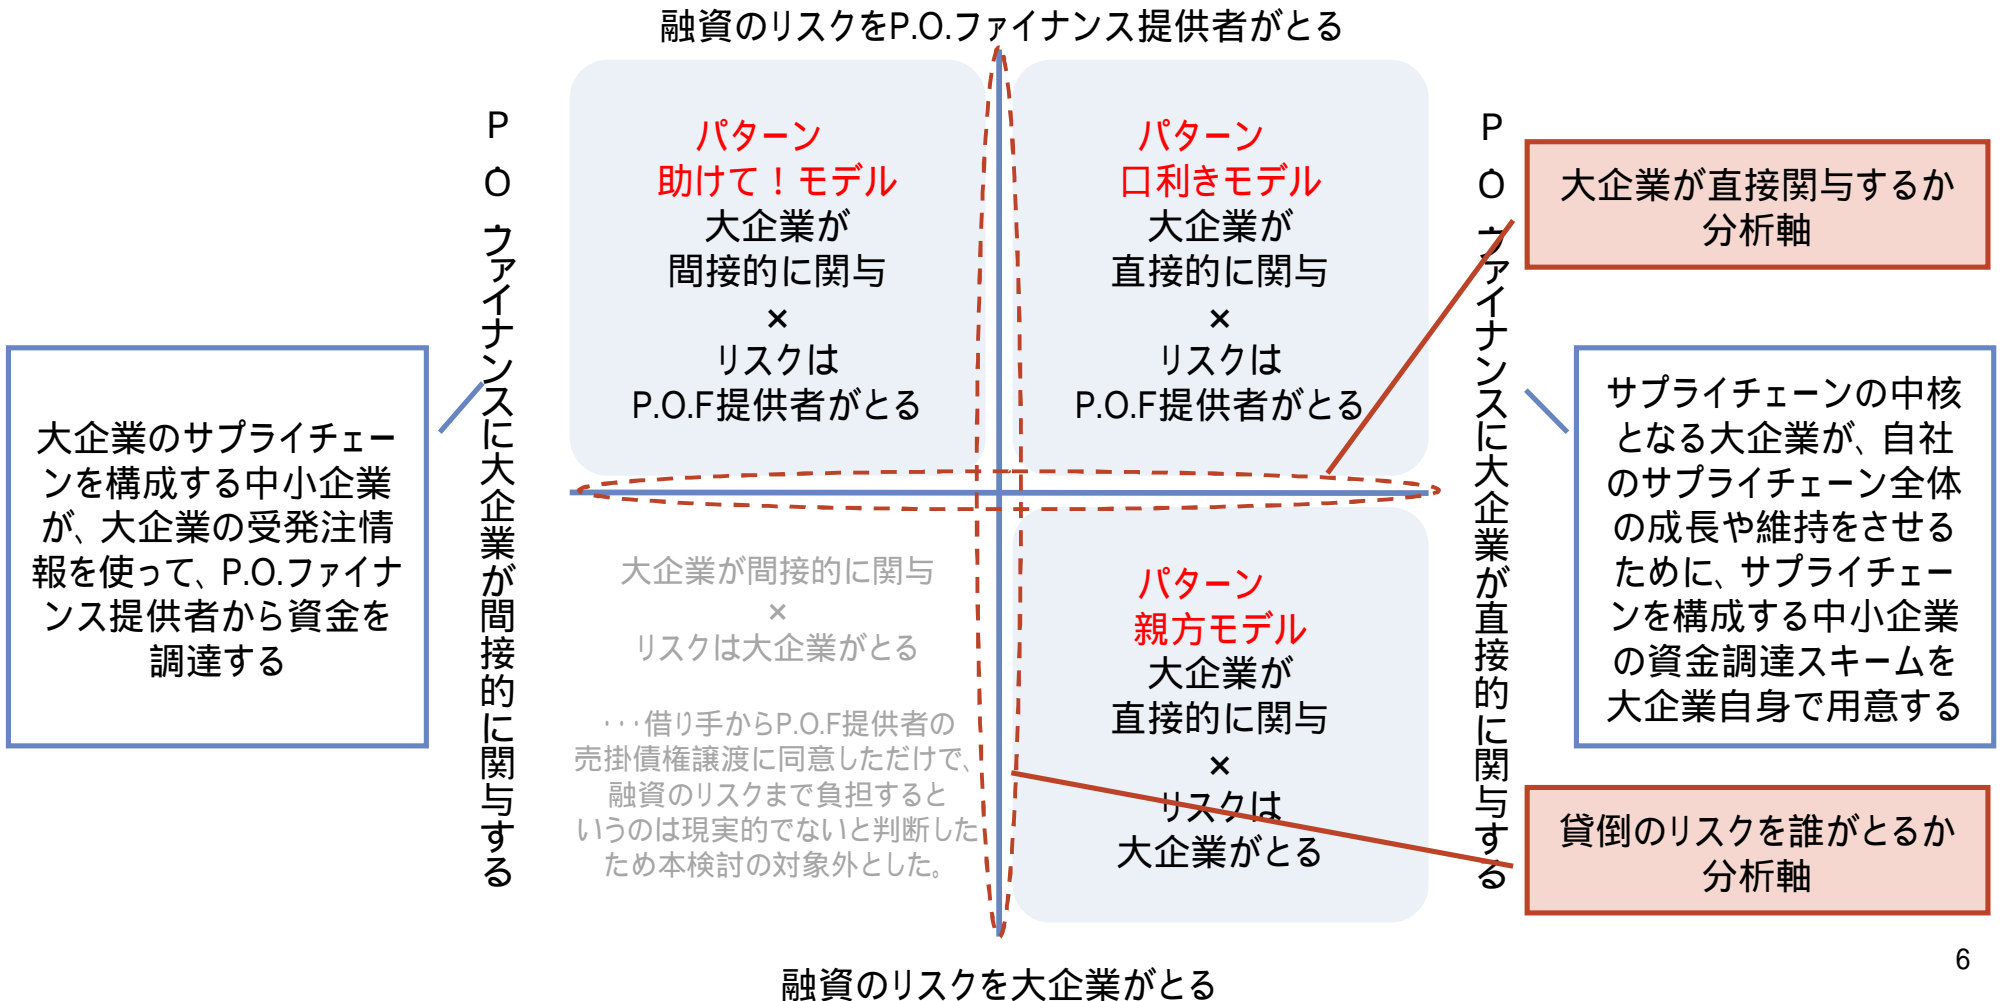 融資のリスクをP.O.ファイナンス提供者がとる
P.O.ファイナンスに大企業が間接的に関与する
パターン
助けて！モデル
大企業が
間接的に関与
×
リスクは
P.O.F提供者がとる
パターン
口利きモデル
大企業が
直接的に関与
×
リスクは
P.O.F提供者がとる
P.O.ファイナンスに大企業が直接的に関与する
大企業が直接関与するか
分析軸
大企業のサプライチェー
ンを構成する中小企業
が、大企業の受発注情
報を使って、P.O.ファイナ
ンス提供者から資金を
調達する
サプライチェーンの中核
となる大企業が、自社
のサプライチェーン全体
の成長や維持をさせる
ために、サプライチェー
ンを構成する中小企業
の資金調達スキームを
大企業自身で用意する
大企業が間接的に関与
×
リスクは大企業がとる
･･･借り手からP.O.F提供者の
売掛債権譲渡に同意しただけで、
融資のリスクまで負担すると
いうのは現実的でないと判断した
ため本検討の対象外とした。
パターン
親方モデル
大企業が
直接的に関与
×
リスクは
大企業がとる
貸倒のリスクを誰がとるか
分析軸
融資のリスクを大企業がとる
6